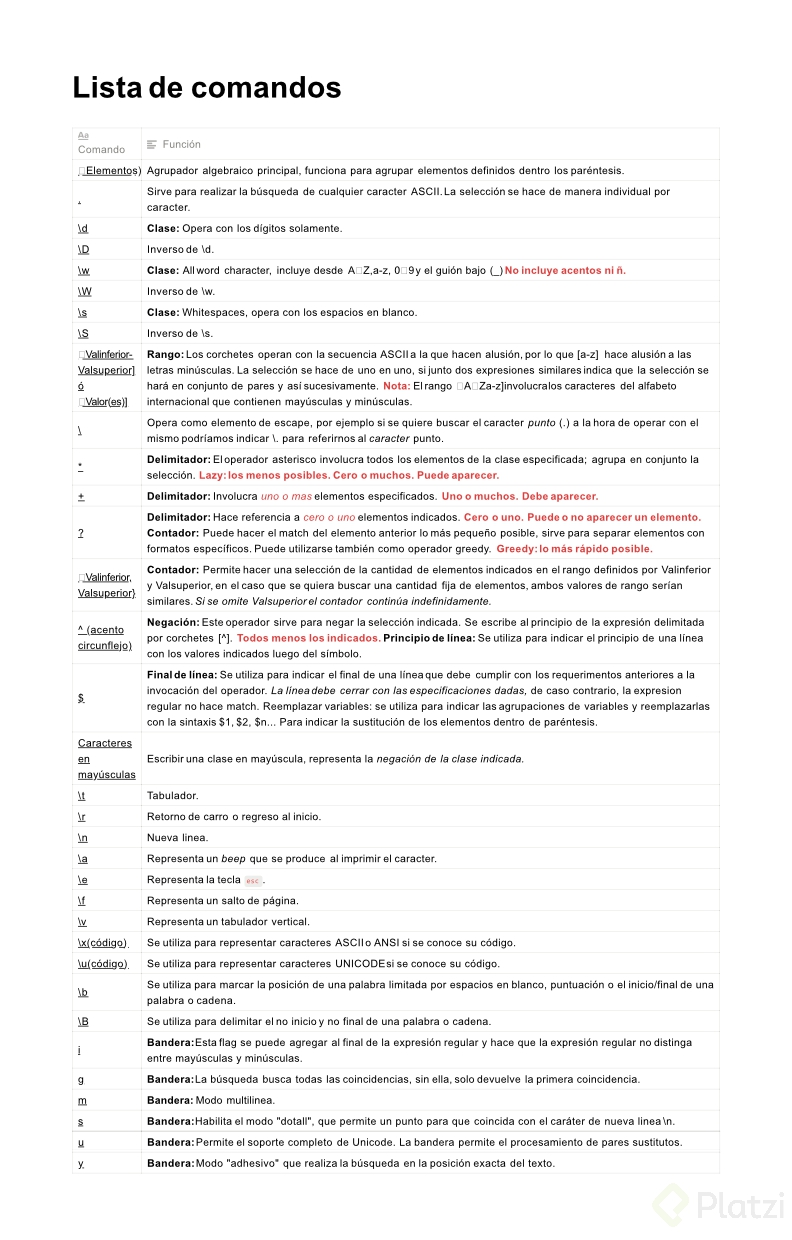 Lista de comandos
Aa
Comando
Función
□Elementos)
Agrupador algebraico principal, funciona para agrupar elementos definidos dentro los paréntesis.
.
Sirve para realizar la búsqueda de cualquier caracter ASCII. La selección se hace de manera individual por
caracter.
\d
Clase: Opera con los dígitos solamente.
\D
Inverso de \d.
\w
Clase: All word character, incluye desde A□Z,a-z, 0□9 y el guión bajo (_) No incluye acentos ni ñ.
\W
Inverso de \w.
\s
Clase: Whitespaces, opera con los espacios en blanco.
\S
Inverso de \s.
□Valinferior-
Valsuperior]
ó
□Valor(es)]
Rango: Los corchetes operan con la secuencia ASCII a la que hacen alusión, por lo que [a-z] hace alusión a las
letras minúsculas. La selección se hace de uno en uno, si junto dos expresiones similares indica que la selección se
hará en conjunto de pares y así sucesivamente. Nota: El rango □A□Za-z] involucra los caracteres del alfabeto
internacional que contienen mayúsculas y minúsculas.
\
Opera como elemento de escape, por ejemplo si se quiere buscar el caracter punto (.) a la hora de operar con el
mismo podríamos indicar \. para referirnos al caracter punto.
*
Delimitador: El operador asterisco involucra todos los elementos de la clase especificada; agrupa en conjunto la
selección. Lazy: los menos posibles. Cero o muchos. Puede aparecer.
+
Delimitador: Involucra uno o mas elementos especificados. Uno o muchos. Debe aparecer.
?
Delimitador: Hace referencia a cero o uno elementos indicados. Cero o uno. Puede o no aparecer un elemento.
Contador: Puede hacer el match del elemento anterior lo más pequeño posible, sirve para separar elementos con
formatos específicos. Puede utilizarse también como operador greedy. Greedy: lo más rápido posible.
□Valinferior,
Valsuperior}
Contador: Permite hacer una selección de la cantidad de elementos indicados en el rango definidos por Valinferior
y Valsuperior, en el caso que se quiera buscar una cantidad fija de elementos, ambos valores de rango serían
similares. Si se omite Valsuperior el contador continúa indefinidamente.
^ (acento
circunflejo)
Negación: Este operador sirve para negar la selección indicada. Se escribe al principio de la expresión delimitada
por corchetes [^]. Todos menos los indicados. Principio de línea: Se utiliza para indicar el principio de una línea
con los valores indicados luego del símbolo.
$
Final de línea: Se utiliza para indicar el final de una línea que debe cumplir con los requerimentos anteriores a la
invocación del operador. La línea debe cerrar con las especificaciones dadas, de caso contrario, la expresion
regular no hace match. Reemplazar variables: se utiliza para indicar las agrupaciones de variables y reemplazarlas
con la sintaxis $1, $2, $n... Para indicar la sustitución de los elementos dentro de paréntesis.
Caracteres
en
mayúsculas
Escribir una clase en mayúscula, representa la negación de la clase indicada.
\t
Tabulador.
\r
Retorno de carro o regreso al inicio.
\n
Nueva linea.
\a
Representa un beep que se produce al imprimir el caracter.
\e
Representa la tecla esc .
\f
Representa un salto de página.
\v
Representa un tabulador vertical.
\x(código)
Se utiliza para representar caracteres ASCII o ANSI si se conoce su código.
\u(código)
Se utiliza para representar caracteres UNICODE si se conoce su código.
\b
Se utiliza para marcar la posición de una palabra limitada por espacios en blanco, puntuación o el inicio/final de una
palabra o cadena.
\B
Se utiliza para delimitar el no inicio y no final de una palabra o cadena.
i
Bandera: Esta flag se puede agregar al final de la expresión regular y hace que la expresión regular no distinga
entre mayúsculas y minúsculas.
g
Bandera: La búsqueda busca todas las coincidencias, sin ella, solo devuelve la primera coincidencia.
m
Bandera: Modo multilinea.
s
Bandera: Habilita el modo "dotall", que permite un punto para que coincida con el caráter de nueva linea \n.
u
Bandera: Permite el soporte completo de Unicode. La bandera permite el procesamiento de pares sustitutos.
y
Bandera: Modo "adhesivo" que realiza la búsqueda en la posición exacta del texto.
Platzi